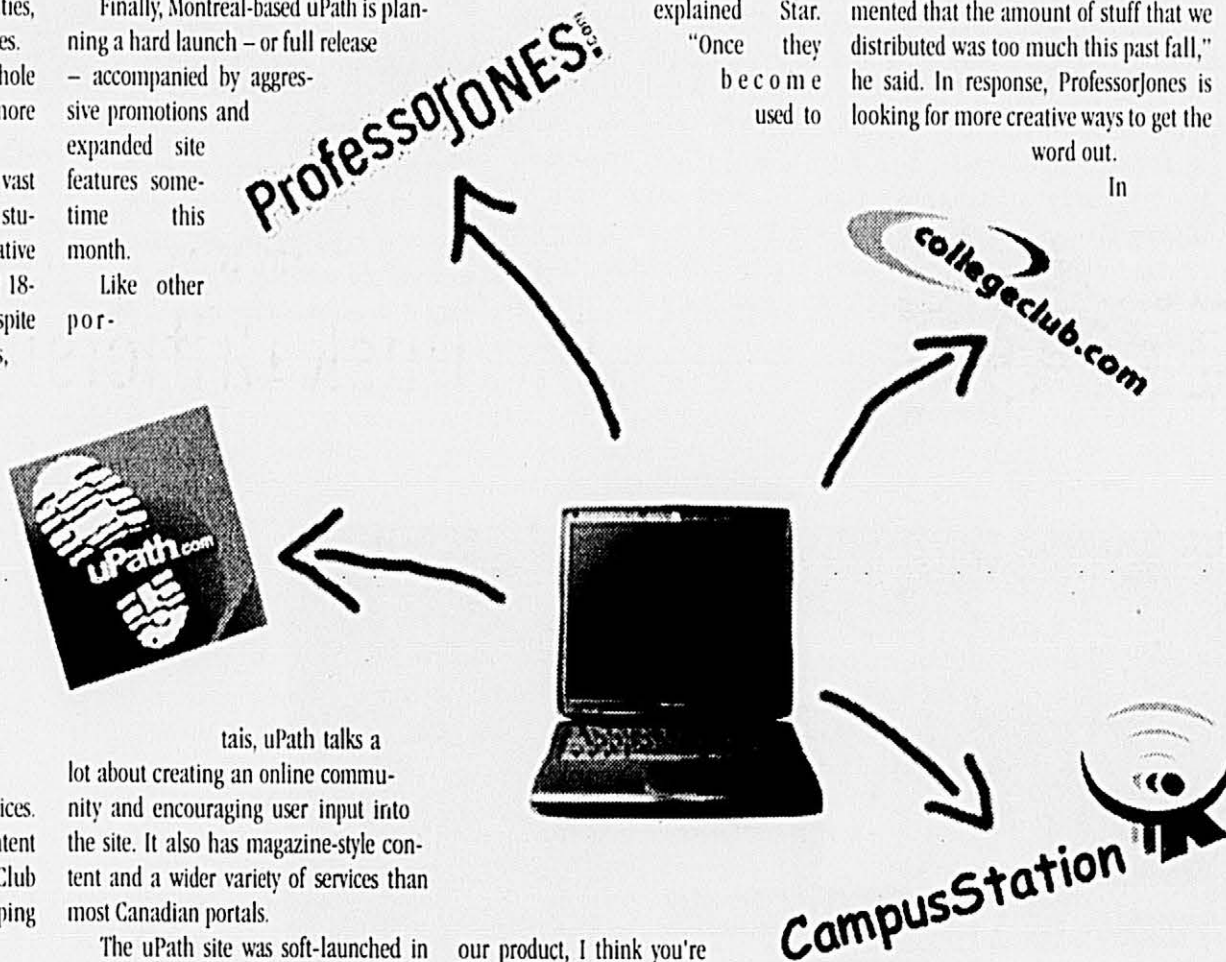 ties,
es.
hole
nore
vast
stu-
ative
18-
spite
s,
ices.
ntent
Club
ping
Finally, Montreal-based uPath is plan-
ning a hard launch – or full release
– accompanied by aggres-
sive promotions and
expanded site
features some-
time this
month.
Like other
por-
tais, uPath talks a
lot about creating an online commu-
nity and encouraging user input into
the site. It also has magazine-style con-
tent and a wider variety of services than
most Canadian portals.
The uPath site was soft-launched in
explained Star.
"Once they
become
used to
our product, I think you're
mented that the amount of stuff that we
distributed was too much this past fall,"
he said. In response, ProfessorJones is
looking for more creative ways to get the
word out.
In
ProfessorJONES.COM
collegeclub.com
uPath.com
CampusStation